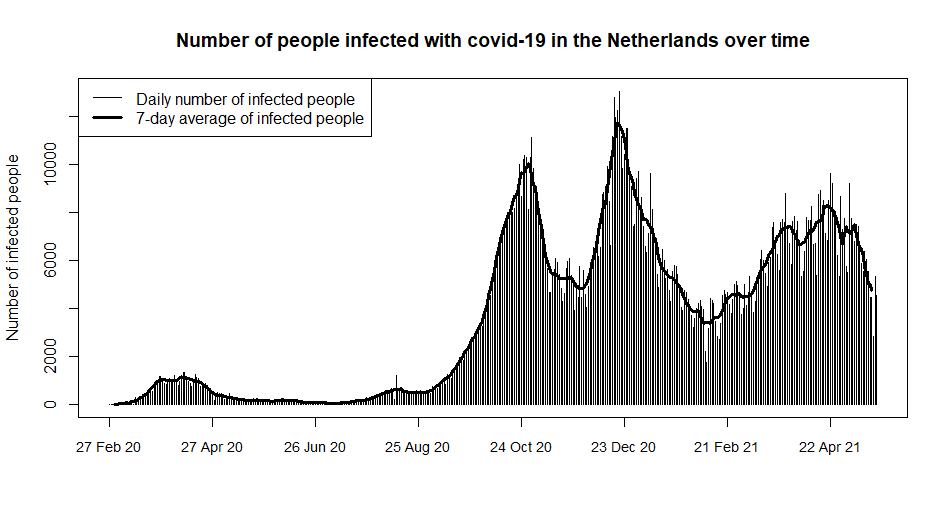 Number of people infected with covid-19 in the Netherlands over time
Daily number of infected people
7-day average of infected people
Number of infected people
10000
6000
2000
0
27 Feb 20
27 Apr 20
26 Jun 20
25 Aug 20
24 Oct 20
23 Dec 20
21 Feb 21
22 Apr 21